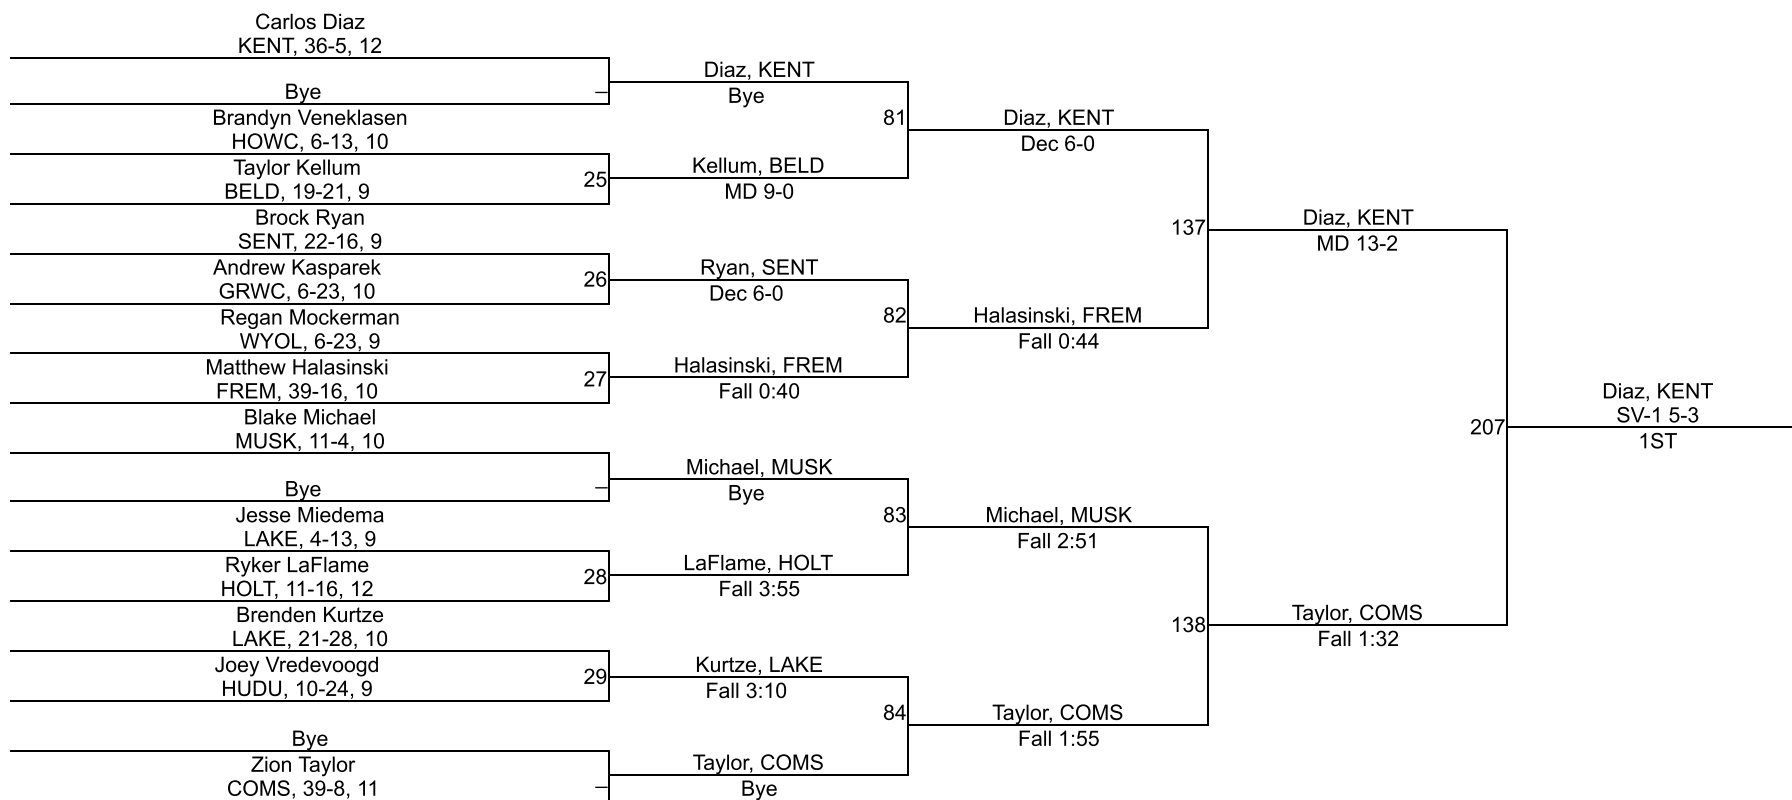 Carlos Diaz
KENT, 36-5, 12
Bye
Brandyn Veneklasen
HOWC, 6-13, 10
Taylor Kellum
BELD, 19-21, 9
25
Brock Ryan
SENT, 22-16, 9
Andrew Kasparek
GRWC, 6-23, 10
26
Regan Mockerman
WYOL, 6-23, 9
Matthew Halasinski
FREM, 39-16, 10
27
Blake Michael
MUSK, 11-4, 10
Bye
Jesse Miedema
LAKE, 4-13, 9
Ryker LaFlame
HOLT, 11-16, 12
28
Brenden Kurtze
LAKE, 21-28, 10
Joey Vredevoogd
HUDU, 10-24, 9
29
Bye
Zion Taylor
COMS, 39-8, 11
Diaz, KENT
Bye
81
Kellum, BELD
MD 9-0
Ryan, SENT
Dec 6-0
82
Halasinski, FREM
Fall 0:40
Michael, MUSK
Bye
83
LaFlame, HOLT
Fall 3:55
Kurtze, LAKE
Fall 3:10
84
Taylor, COMS
Bye
Diaz, KENT
Dec 6-0
137
Halasinski, FREM
Fall 0:44
Michael, MUSK
Fall 2:51
138
Taylor, COMS
Fall 1:55
Diaz, KENT
MD 13-2
207
Taylor, COMS
Fall 1:32
Diaz, KENT
SV-1 5-3
1ST